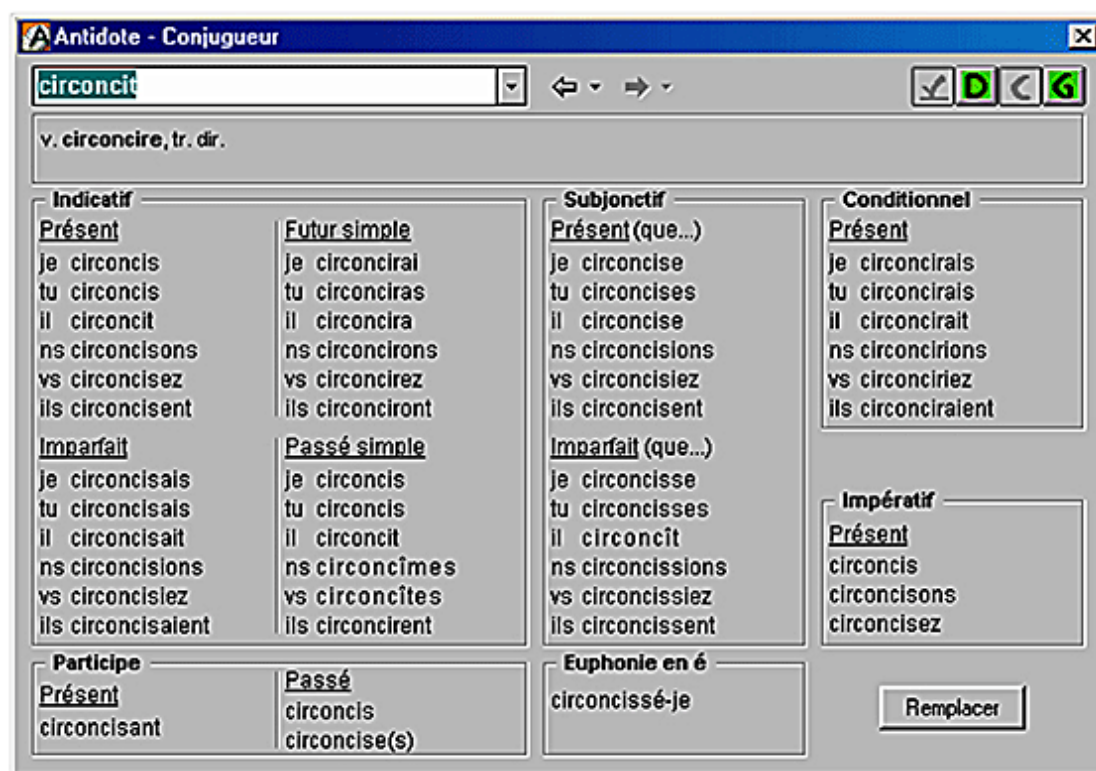 Antidote - Conjugueur
circoncit
D C G
v. circoncire, tr. dir.
Indicatif
Présent
je circoncis
tu circoncis
il circoncit
ns circoncisons
vs circoncisez
ils circoncisent
Futur simple
je circoncirai
tu circonciras
il circoncira
ns circoncirons
vs circoncirez
ils circonciront
Imparfait
je circoncisais
tu circoncisais
il circoncisait
ns circoncisions
vs circoncisiez
ils circoncisaient
Passé simple
je circoncis
tu circoncis
il circoncit
ns circoncîmes
vs circoncîtes
ils circoncirent
Subjonctif
Présent (que...)
je circoncise
tu circoncises
il circoncise
ns circoncisions
vs circoncisiez
ils circoncisent
Imparfait (que...)
je circoncisse
tu circoncisses
il circoncît
ns circoncissions
vs circoncissiez
ils circoncissent
Conditionnel
Présent
je circoncirais
tu circoncirais
il circoncirait
ns circoncirions
vs circonciriez
ils circonciraient
Impératif
Présent
circoncis
circoncisons
circoncisez
Participe
Présent
circoncisant
Passé
circoncis
circoncise(s)
Euphonie en é
circoncissé-je
Remplacer